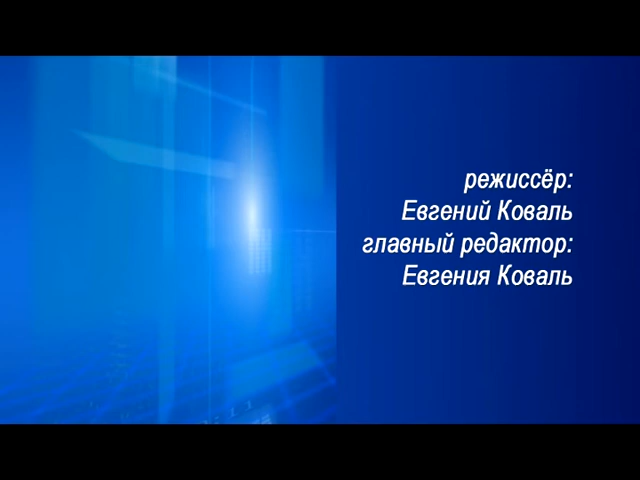 режиссёр:
Евгений Коваль
главный редактор:
Евгения Коваль